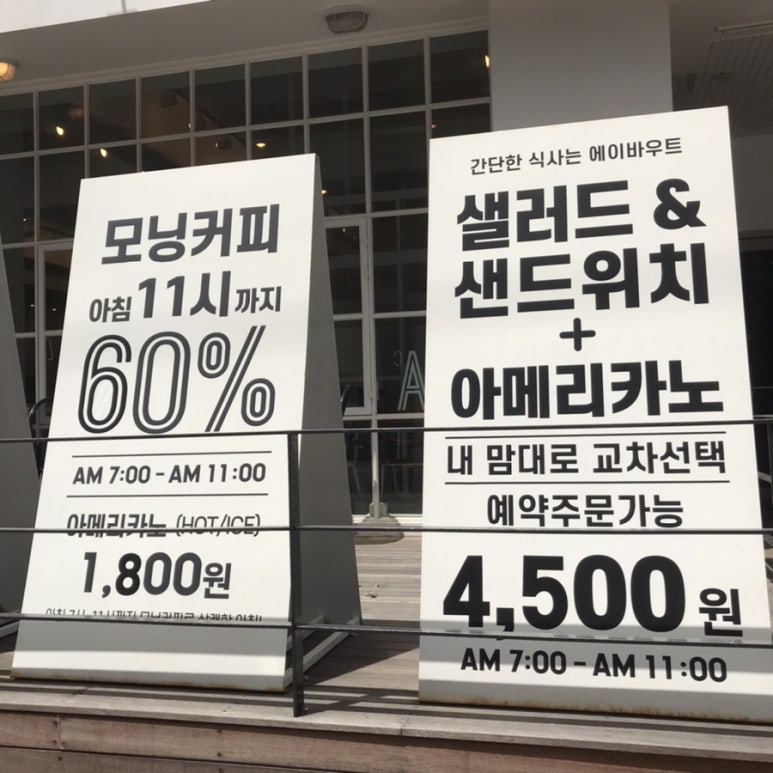 모닝커피
아침 11시까지
60%
AM 7:00 - AM 11:00
아메리카노 (HOT/ICE)
1,800원
간단한 식사는 에이바우트
샐러드 &
샌드위치
+
아메리카노
내 맘대로 교차선택
예약주문가능
4,500원
AM 7:00 - AM 11:00